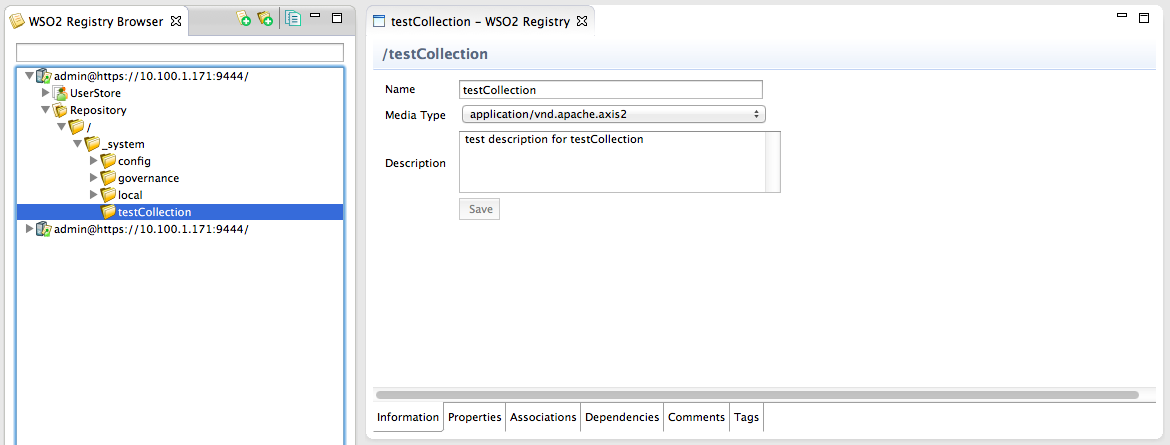 WSO2 Registry Browser
admin@https://10.100.1.171:9444/
UserStore
Repository
/
_system
config
governance
local
testCollection
admin@https://10.100.1.171:9444/
testCollection – WSO2 Registry
/testCollection
Name testCollection
Media Type application/vnd.apache.axis2
Description test description for testCollection
Save
Information Properties Associations Dependencies Comments Tags